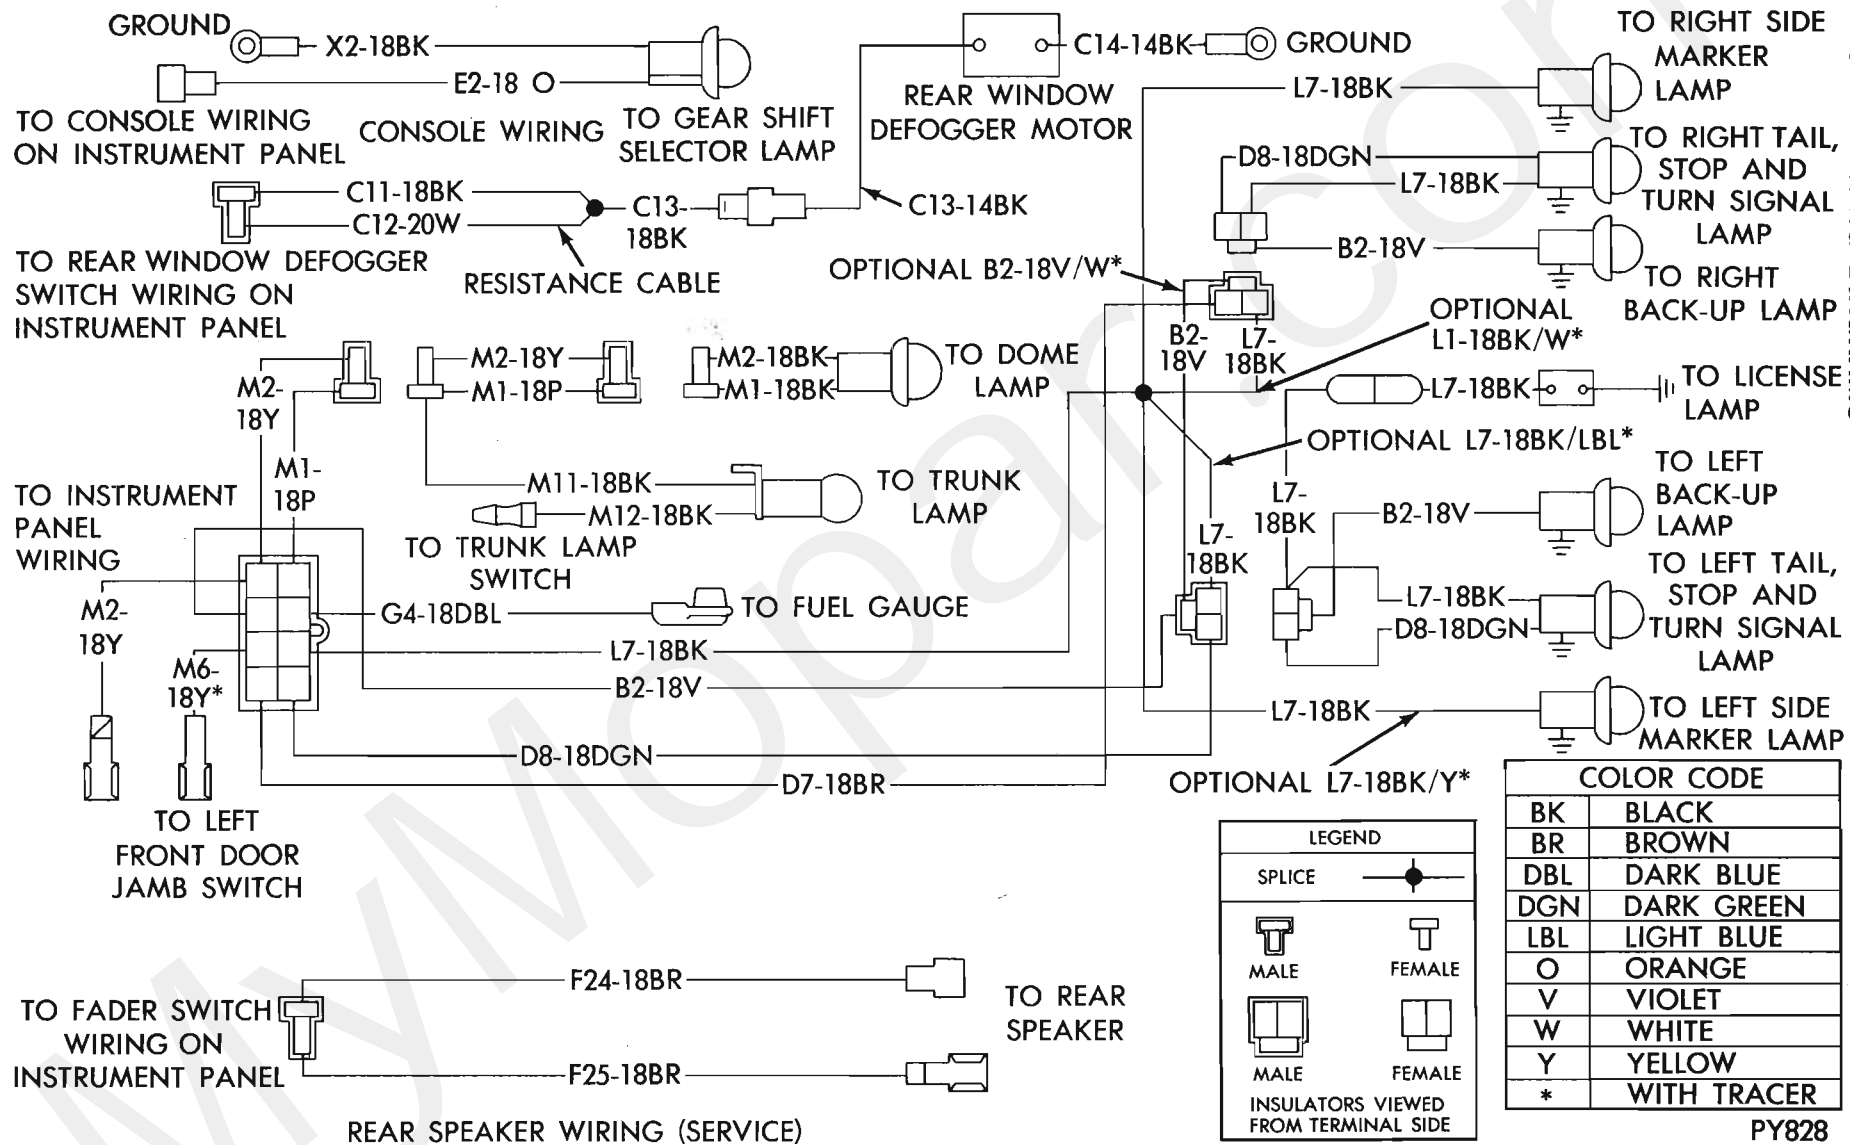 GROUND
X2-18BK
E2-18 O
TO CONSOLE WIRING
ON INSTRUMENT PANEL
CONSOLE WIRING
TO GEAR SHIFT
SELECTOR LAMP
C14-14BK
GROUND
REAR WINDOW
DEFOGGER MOTOR
L7-18BK
TO RIGHT SIDE
MARKER
LAMP
D8-18DGN
L7-18BK
TO RIGHT TAIL,
STOP AND
TURN SIGNAL
LAMP
B2-18V
TO RIGHT
BACK-UP LAMP
C11-18BK
C12-20W
C13-
18BK
C13-14BK
TO REAR WINDOW DEFOGGER
SWITCH WIRING ON
INSTRUMENT PANEL
RESISTANCE CABLE
OPTIONAL B2-18V/W*
B2-
18V
L7-
18BK
OPTIONAL
L1-18BK/W*
M2-
18Y
M2-18Y
M1-18P
M2-18BK
M1-18BK
TO DOME
LAMP
L7-18BK
TO LICENSE
LAMP
OPTIONAL L7-18BK/LBL*
M1-
18P
M11-18BK
M12-18BK
TO TRUNK
LAMP
TO TRUNK LAMP
SWITCH
TO INSTRUMENT
PANEL
WIRING
L7-
18BK
L7-
18BK
B2-18V
TO LEFT
BACK-UP
LAMP
M2-
18Y
G4-18DBL
TO FUEL GAUGE
L7-18BK
D8-18DGN
TO LEFT TAIL,
STOP AND
TURN SIGNAL
LAMP
M6-
18Y*
L7-18BK
B2-18V
L7-18BK
TO LEFT SIDE
MARKER LAMP
D8-18DGN
D7-18BR
OPTIONAL L7-18BK/Y*
TO LEFT
FRONT DOOR
JAMB SWITCH
COLOR CODE
BK BLACK
BR BROWN
DBL DARK BLUE
DGN DARK GREEN
LBL LIGHT BLUE
O ORANGE
V VIOLET
W WHITE
Y YELLOW
* WITH TRACER
LEGEND
SPLICE
MALE FEMALE
MALE FEMALE
INSULATORS VIEWED
FROM TERMINAL SIDE
F24-18BR
TO FADER SWITCH
WIRING ON
INSTRUMENT PANEL
TO REAR
SPEAKER
F25-18BR
REAR SPEAKER WIRING (SERVICE)
PY828
MyMopar.com